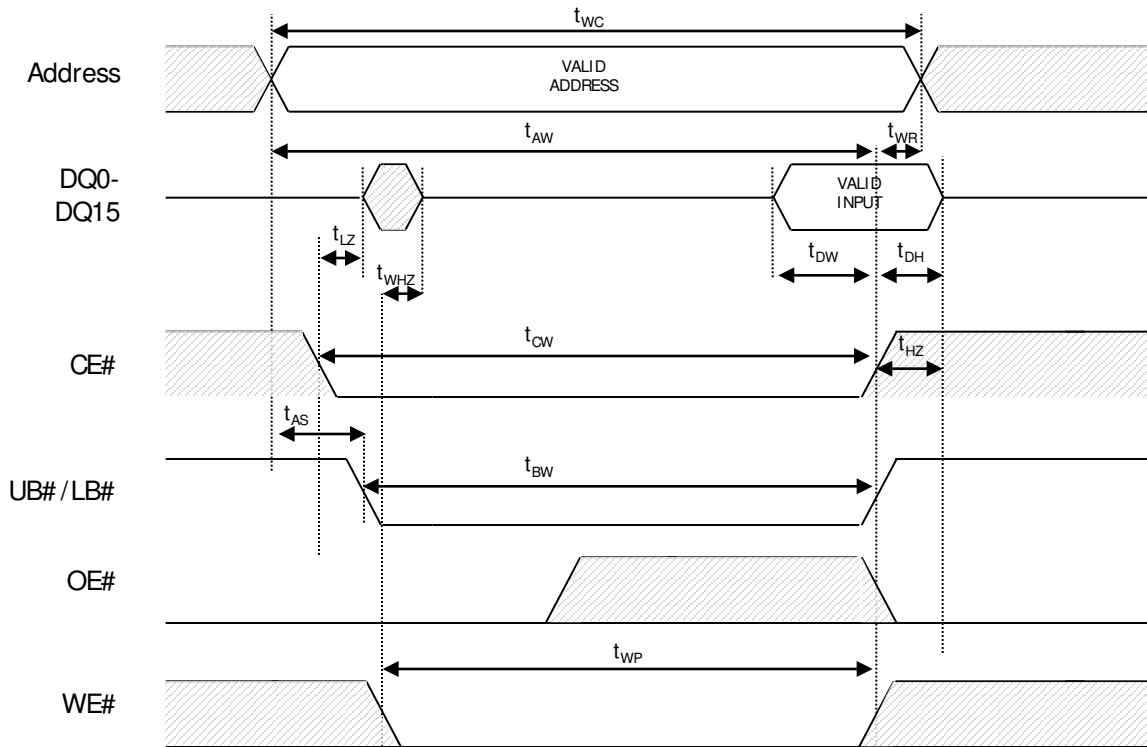 tWC
Address
VALID
ADDRESS
tAW
tWR
DQ0-
DQ15
VALID
INPUT
tLZ
tWHZ
tDW
tDH
tCW
CE#
tHZ
tAS
tBW
UB# / LB#
OE#
tWP
WE#